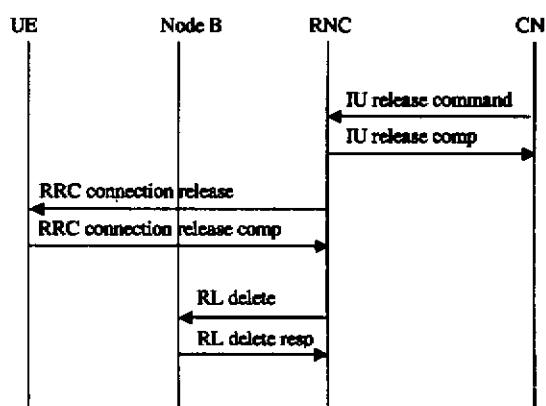 UE Node B RNC CN
IU release command
IU release comp
RRC connection release
RRC connection release comp
RL delete
RL delete resp